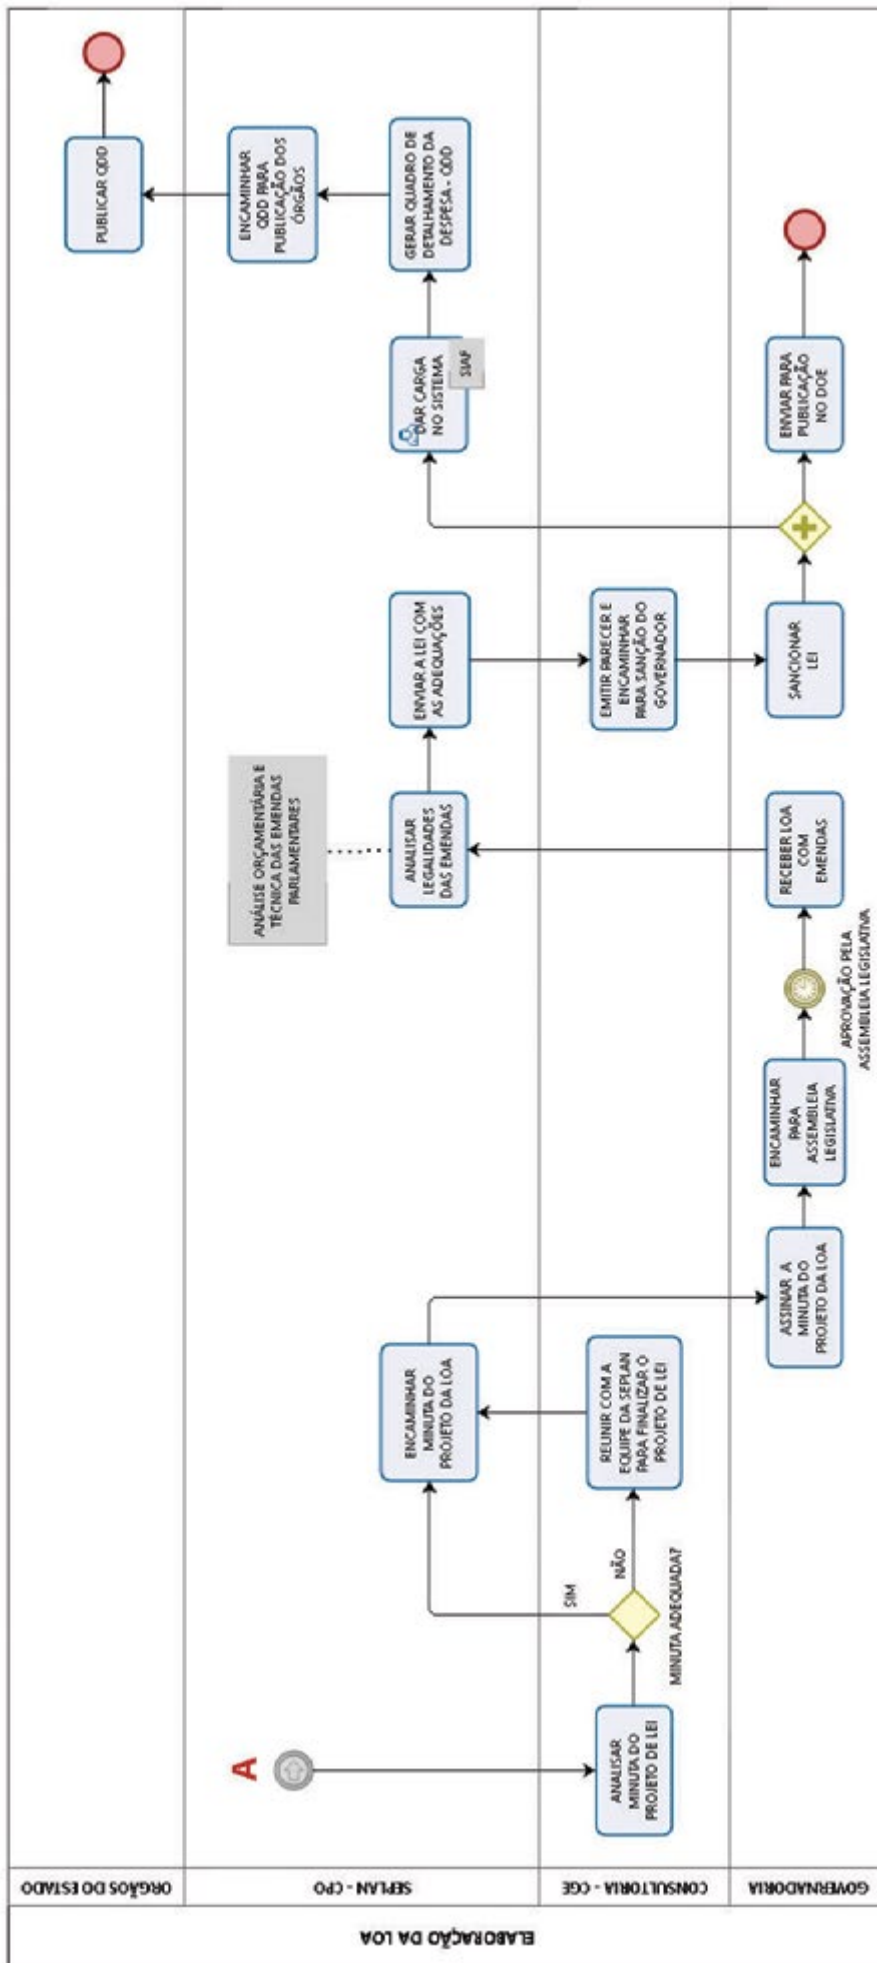 ELABORAÇÃO DA LOA
ORGÃOS DO ESTADO
SEPLAN - CPO
CONSULTORIA - CGE
GOVERNADORIA
A
ANALISAR
MINUTA DO
PROJETO DE LEI
MINUTA ADEQUADA?
SIM
NÃO
REUNIR COM A
EQUIPE DA SEPLAN
PARA FINALIZAR O
PROJETO DE LEI
ENCAMINHAR
MINUTA DO
PROJETO DA LOA
ASSINAR A
MINUTA DO
PROJETO DA LOA
ENCAMINHAR
PARA
ASSEMBLEIA
LEGISLATIVA
APROVAÇÃO PELA
ASSEMBLEIA LEGISLATIVA
RECEBER LOA
COM
EMENDAS
ANALISAR
LEGALIDADES
DAS EMENDAS
ANÁLISE ORÇAMENTÁRIA E
TÉCNICA DAS EMENDAS
PARLAMENTARES
ENVIAR A LEI COM
AS ADEQUAÇÕES
EMITIR PARECER E
ENCAMINHAR
PARA SANÇÃO DO
GOVERNADOR
SANCIONAR
LEI
ENVIAR PARA
PUBLICAÇÃO
NO DOE
DAR CARGA
NO SISTEMA
SIAF
GERAR QUADRO DE
DETALHAMENTO DA
DESPESA - QDD
ENCAMINHAR
QDD PARA
PUBLICAÇÃO DOS
ÓRGÃOS
PUBLICAR QDD